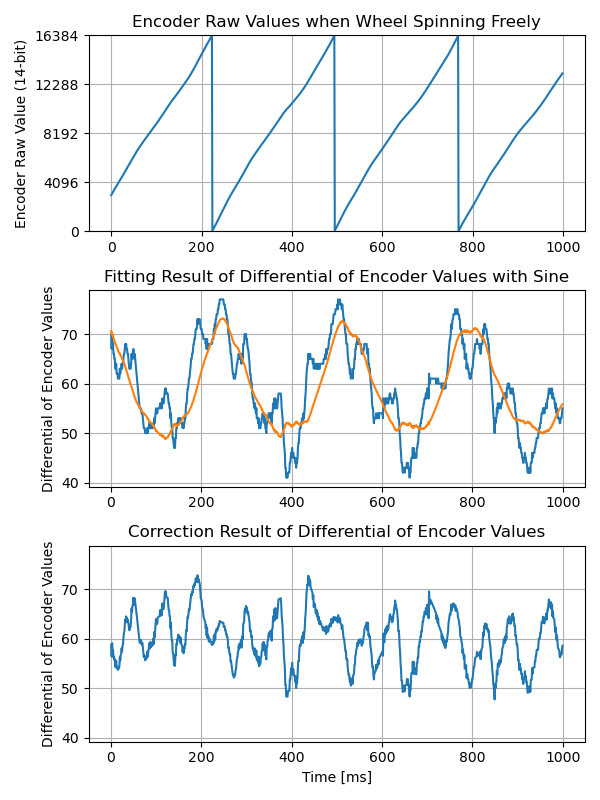 Encoder Raw Values when Wheel Spinning Freely
Encoder Raw Value (14-bit)
16384
12288
8192
4096
0
0 200 400 600 800 1000
Fitting Result of Differential of Encoder Values with Sine
Differential of Encoder Values
70
60
50
40
0 200 400 600 800 1000
Correction Result of Differential of Encoder Values
Differential of Encoder Values
70
60
50
40
0 200 400 600 800 1000
Time [ms]